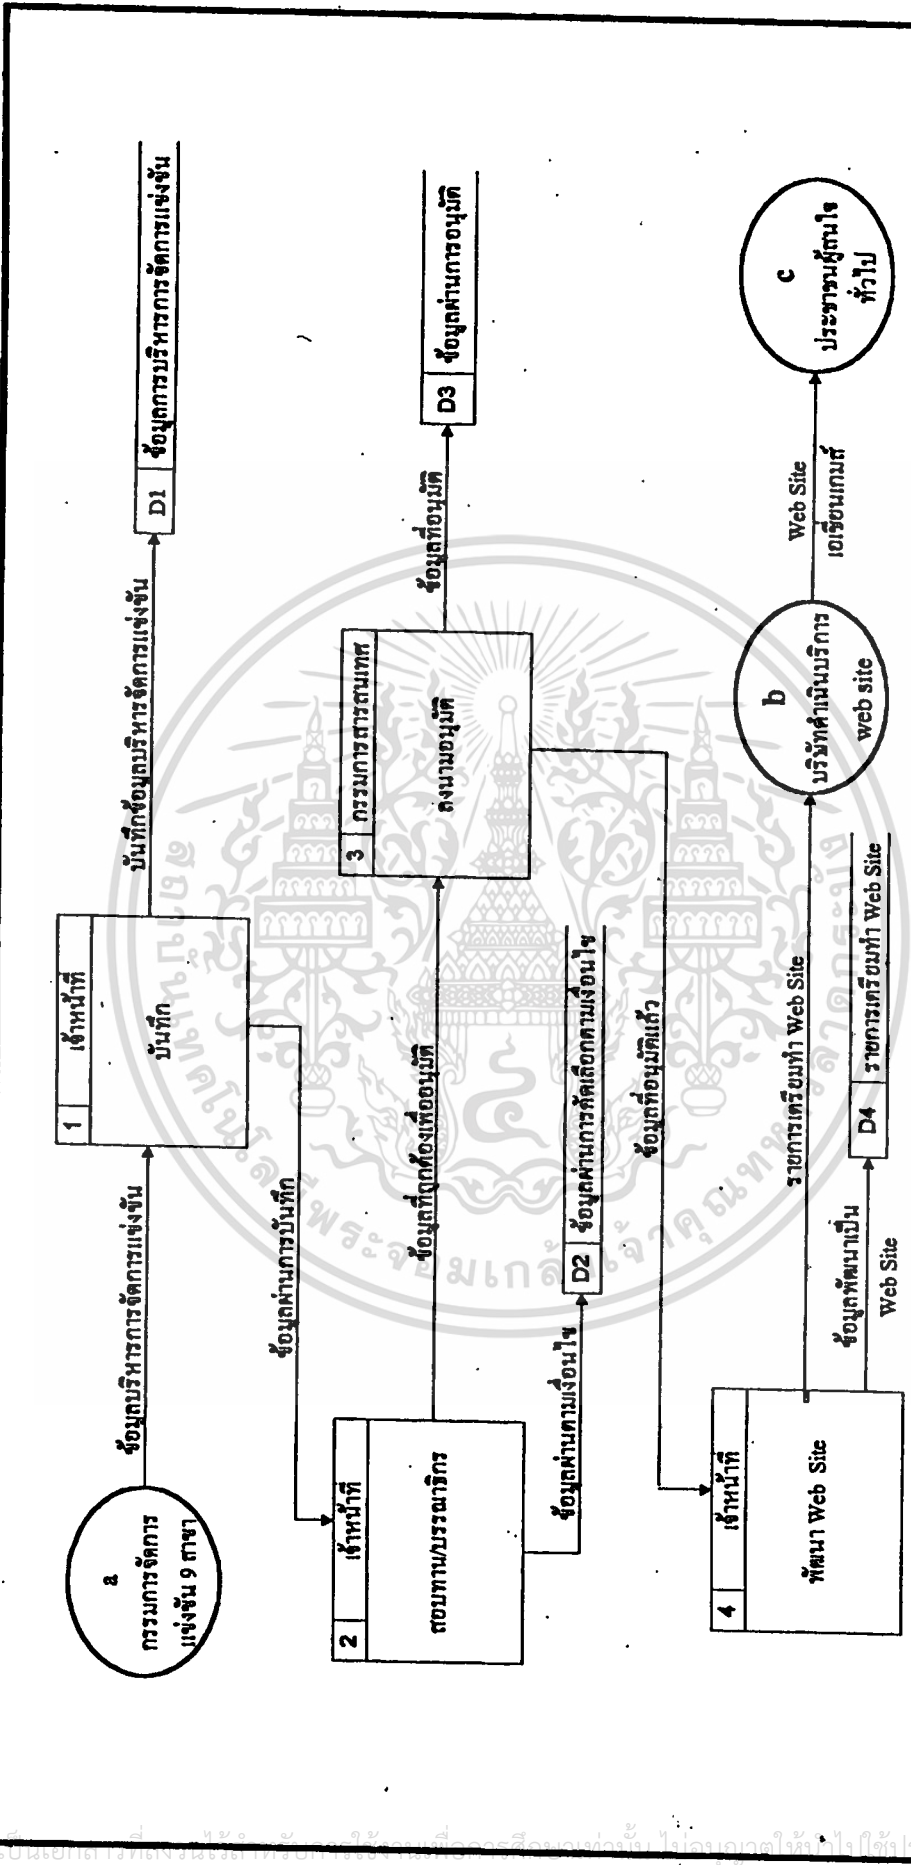 a
กรรมการจัดการ
แข่งขัน 9 สาขา
ข้อมูลบริหารการจัดการแข่งขัน
1 เจ้าหน้าที่
บันทึก
บันทึกข้อมูลบริหารจัดการแข่งขัน
D1 ข้อมูลการบริหารการจัดการแข่งขัน
ข้อมูลผ่านการบันทึก
2 เจ้าหน้าที่
สอบทาน/บรรณาธิกร
ข้อมูลที่ถูกต้องเพื่ออนุมัติ
3 กรรมการสารสนเทศ
ลงนามอนุมัติ
ข้อมูลที่อนุมัติ
D3 ข้อมูลผ่านการอนุมัติ
ข้อมูลผ่านตามเงื่อนไข
D2 ข้อมูลผ่านการคัดเลือกตามเงื่อนไข
ข้อมูลที่อนุมัติแล้ว
4 เจ้าหน้าที่
พัฒนา Web Site
รายการเตรียมทำ Web Site
b
บริษัทดำเนินบริการ
web site
Web Site
เอเชียนเกมส์
c
ประชาชนผู้สนใจ
ทั่วไป
ข้อมูลพัฒนาเป็น
Web Site
D4 รายการเตรียมทำ Web Site